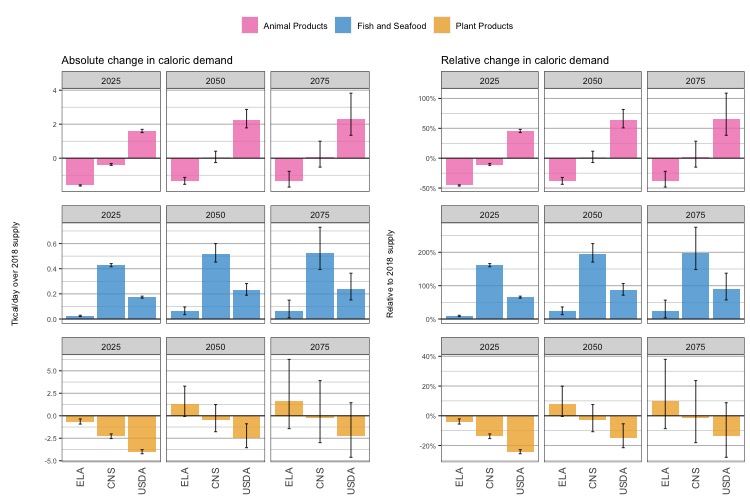 Animal Products Fish and Seafood Plant Products
Absolute change in caloric demand
2025 2050 2075
4
2
0
2025 2050 2075
0.6
0.4
0.2
0.0
2025 2050 2075
5.0
2.5
0.0
-2.5
-5.0
ELA CNS USDA ELA CNS USDA ELA CNS USDA
Tkcal/day over 2018 supply
Relative change in caloric demand
2025 2050 2075
100%
50%
0%
-50%
2025 2050 2075
200%
100%
0%
2025 2050 2075
40%
20%
0%
-20%
ELA CNS USDA ELA CNS USDA ELA CNS USDA
Relative to 2018 supply